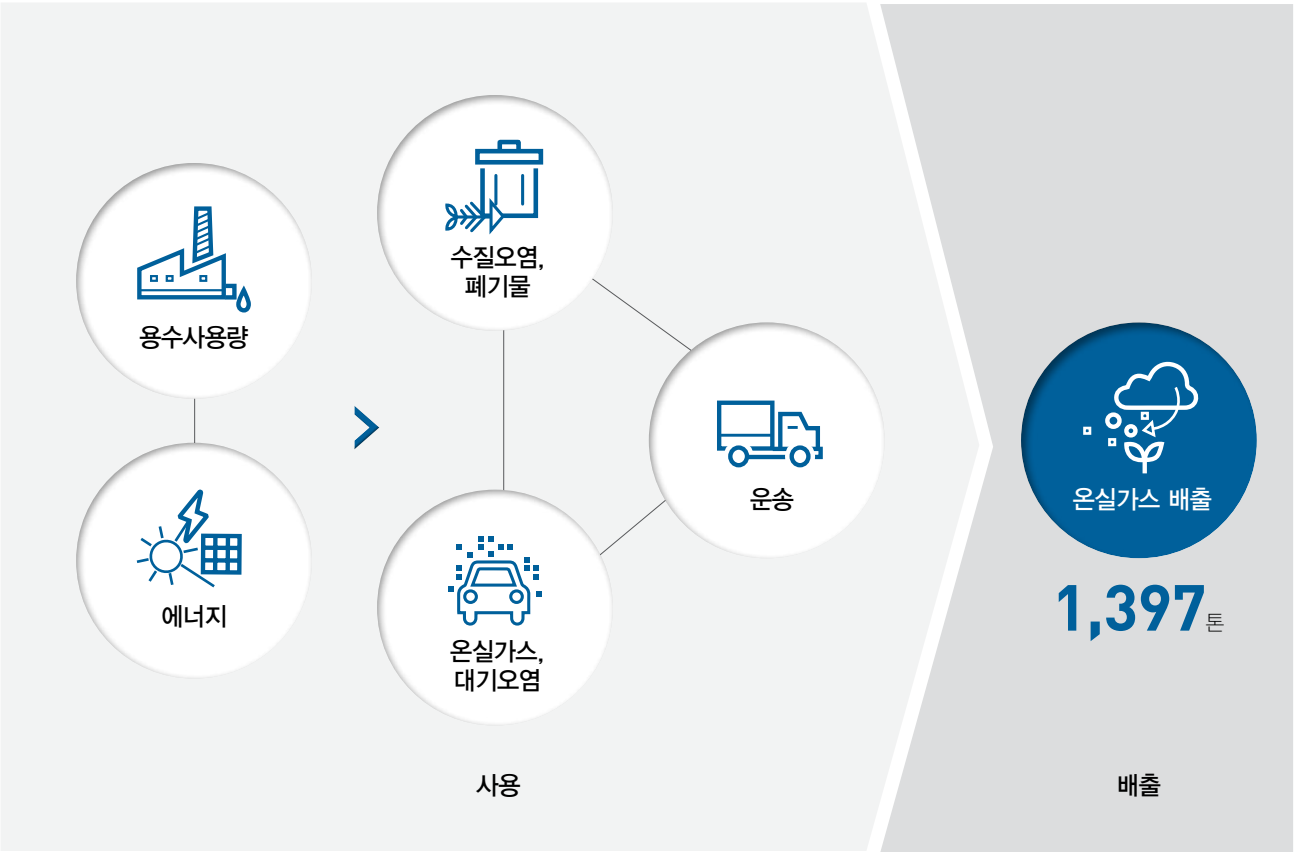 용수사용량
에너지
수질오염,
폐기물
온실가스,
대기오염
운송
사용
온실가스 배출
1,397톤
배출